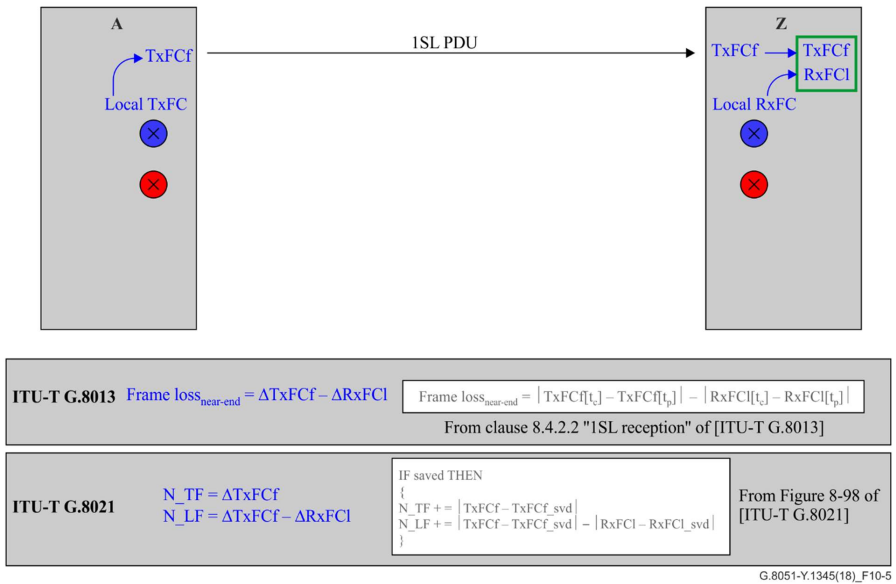 A
Z
1SL PDU
TxFCf
TxFCf
TxFCf
RxFCl
Local TxFC
Local RxFC
ITU-T G.8013
Frame loss_near-end = ΔTxFCf – ΔRxFCl
Frame loss_near-end = |TxFCf[t_c] – TxFCf[t_p]| – |RxFCl[t_c] – RxFCl[t_p]|
From clause 8.4.2.2 "1SL reception" of [ITU-T G.8013]
ITU-T G.8021
N_TF = ΔTxFCf
N_LF = ΔTxFCf – ΔRxFCl
IF saved THEN
{
N_TF + = |TxFCf – TxFCf_svd|
N_LF + = |TxFCf – TxFCf_svd| – |RxFCl – RxFCl_svd|
}
From Figure 8-98 of
[ITU-T G.8021]
G.8051-Y.1345(18)_F10-5